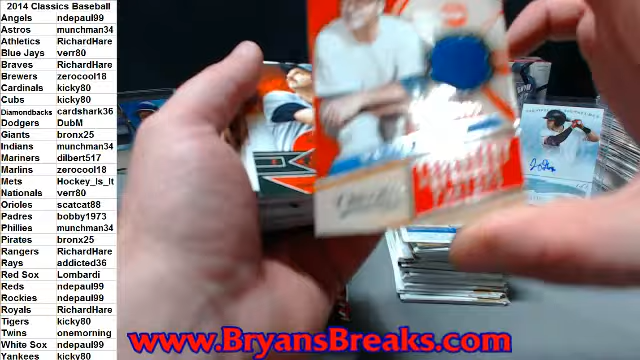 2014 Classics Baseball
Angels ndepaul99
Astros munchman34
Athletics RichardHare
Blue Jays verr80
Braves RichardHare
Brewers zerocool18
Cardinals kicky80
Cubs kicky80
Diamondbacks cardshark36
Dodgers DubM
Giants bronx25
Indians munchman34
Mariners dilbert517
Marlins zerocool18
Mets Hockey_Is_It
Nationals verr80
Orioles scatcat88
Padres bobby1973
Phillies munchman34
Pirates bronx25
Rangers RichardHare
Rays addicted36
Red Sox Lombardi
Reds ndepaul99
Rockies ndepaul99
Royals RichardHare
Tigers kicky80
Twins onemorning
White Sox ndepaul99
Yankees kicky80
www.BryansBreaks.com